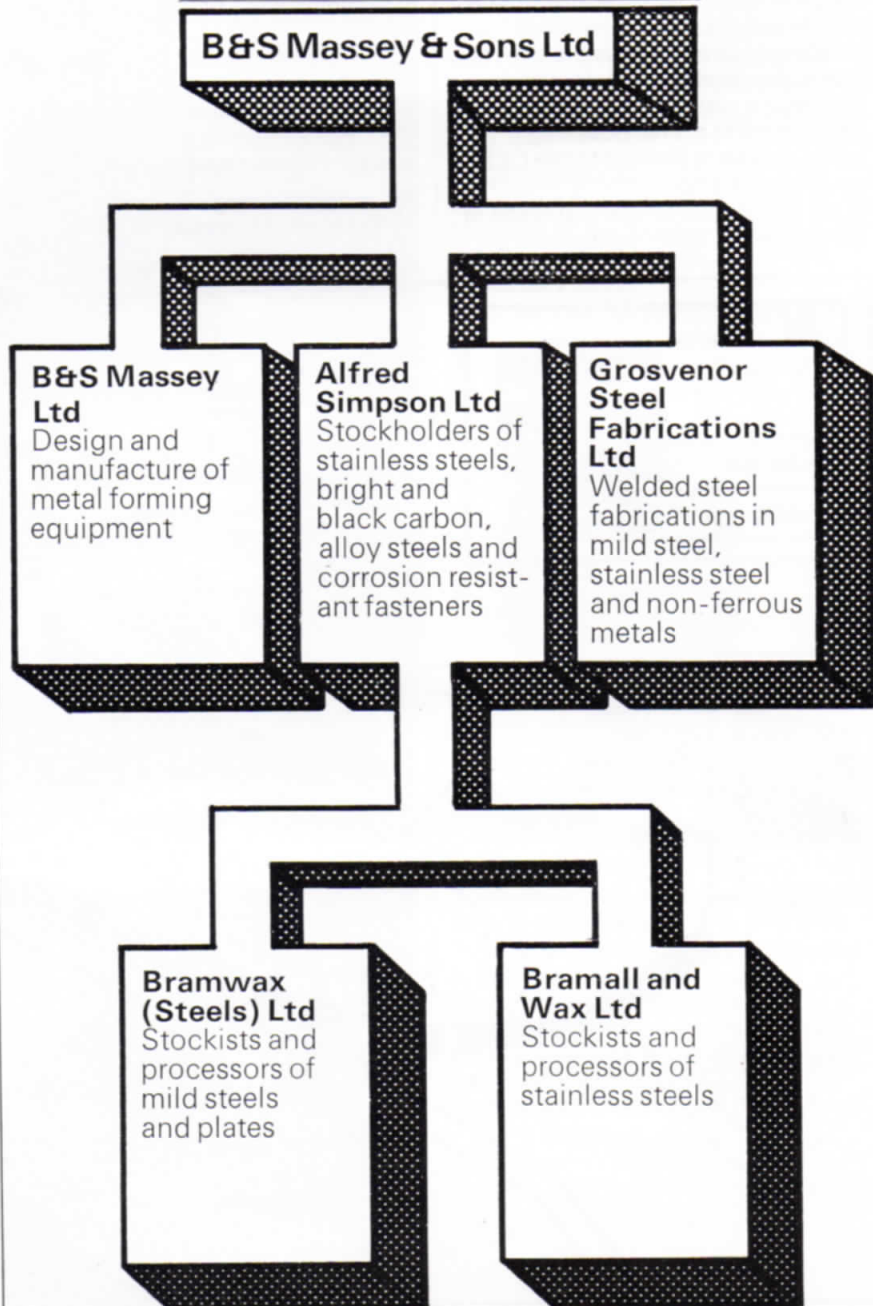 B&S Massey & Sons Ltd
B&S Massey
Ltd
Design and
manufacture of
metal forming
equipment
Alfred
Simpson Ltd
Stockholders of
stainless steels,
bright and
black carbon,
alloy steels and
corrosion resist-
ant fasteners
Grosvenor
Steel
Fabrications
Ltd
Welded steel
fabrications in
mild steel,
stainless steel
and non-ferrous
metals
Bramwax
(Steels) Ltd
Stockists and
processors of
mild steels
and plates
Bramall and
Wax Ltd
Stockists and
processors of
stainless steels